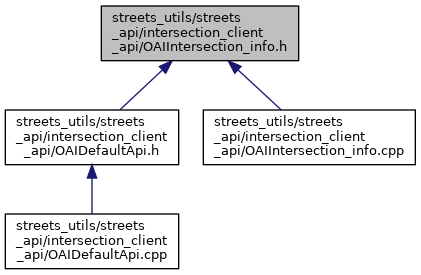 streets_utils/streets
_api/intersection_client
_api/OAIIntersection_info.h
streets_utils/streets
_api/intersection_client
_api/OAIDefaultApi.h
streets_utils/streets
_api/intersection_client
_api/OAIIntersection_info.cpp
streets_utils/streets
_api/intersection_client
_api/OAIDefaultApi.cpp